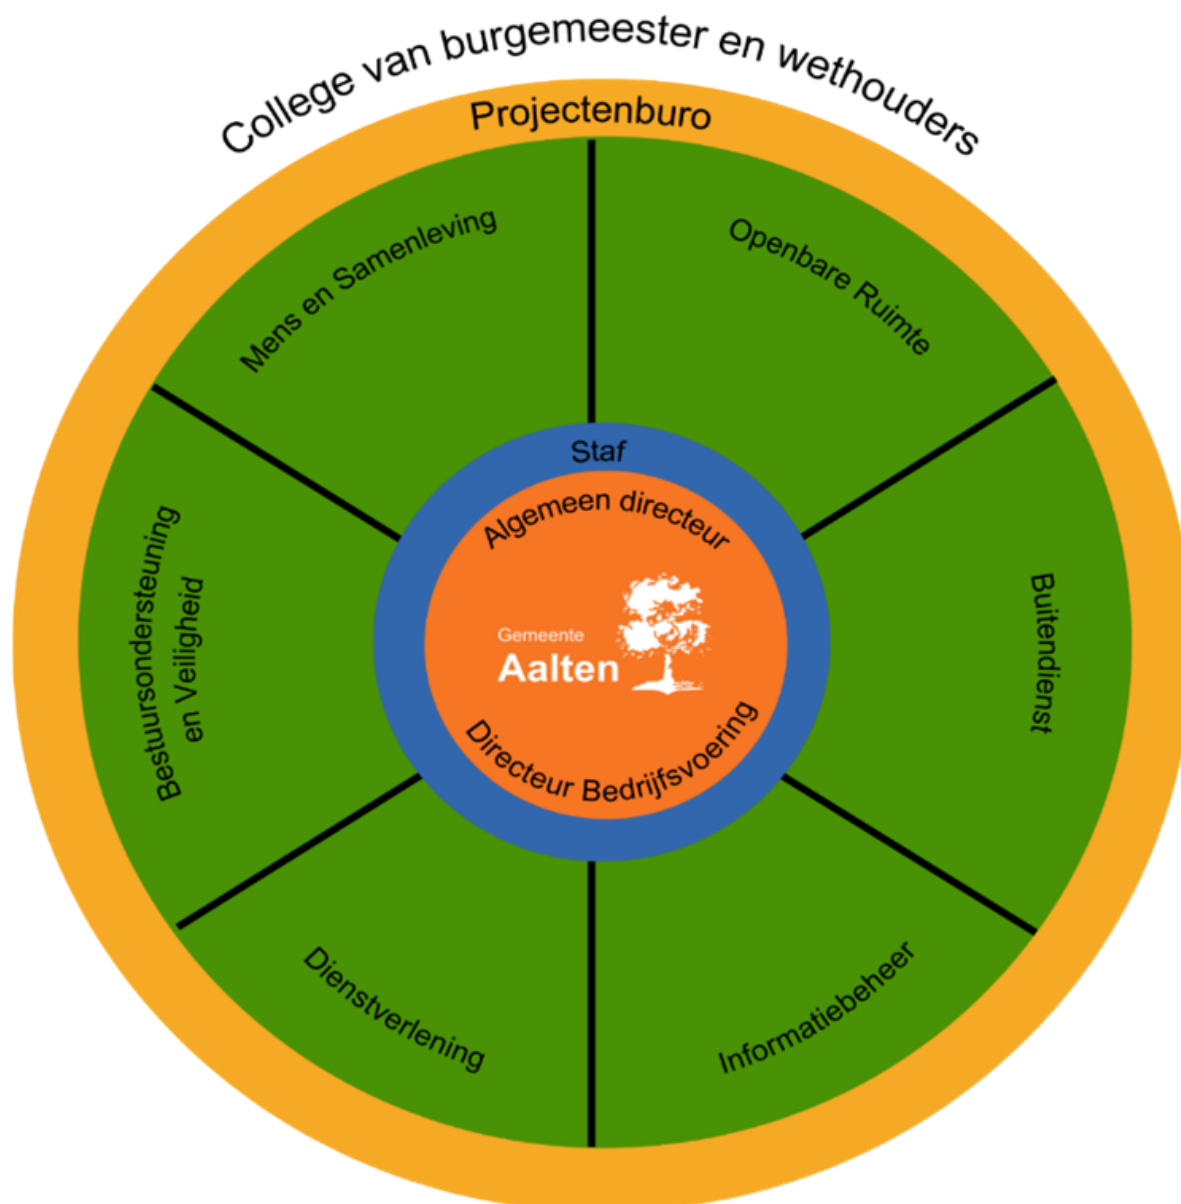 College van burgemeester en wethouders
Projectenburo
Mens en Samenleving
Openbare Ruimte
Staf
Algemeen directeur
Bestuursondersteuning
en Veiligheid
Gemeente
Aalten
Buitendienst
Directeur Bedrijfsvoering
Dienstverlening
Informatiebeheer